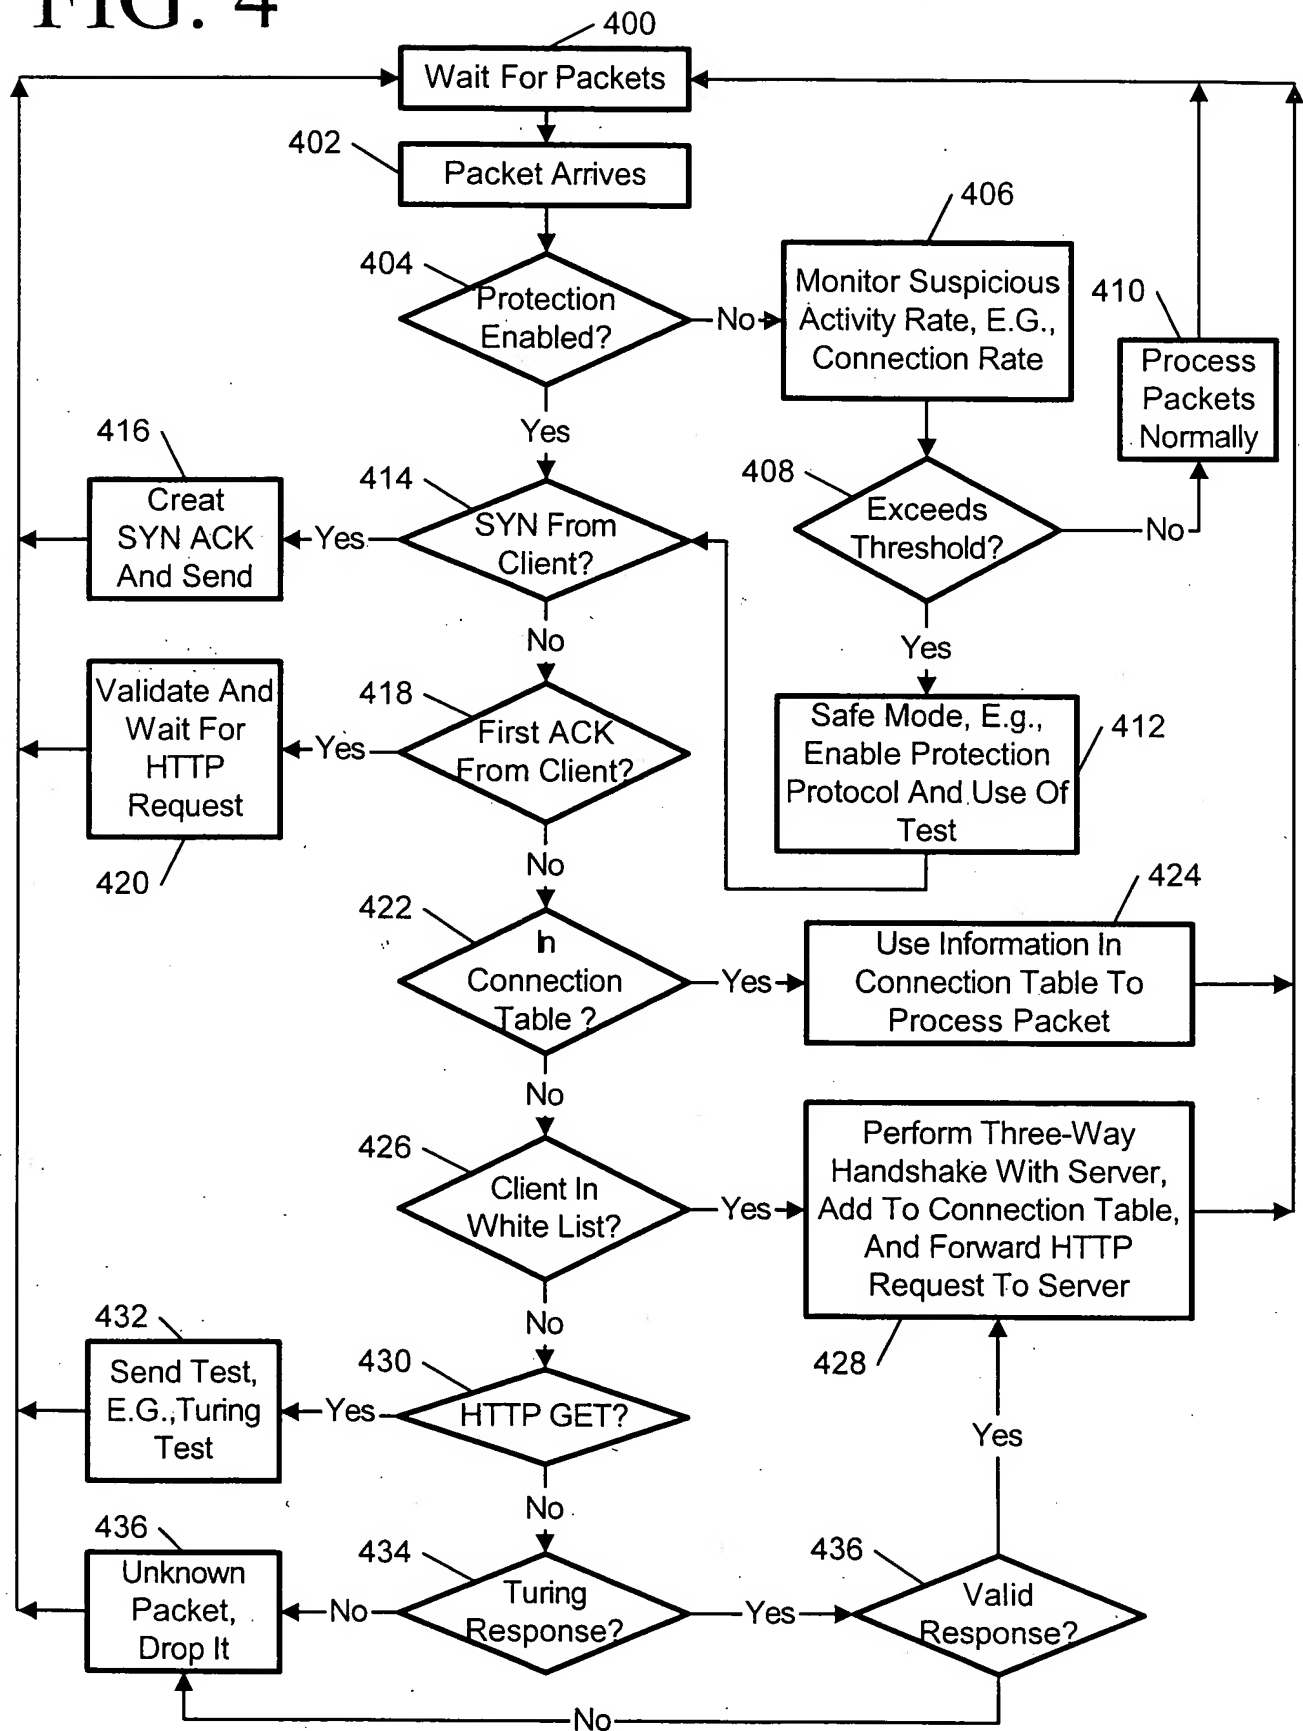 FIG. 4
400
Wait For Packets
402
Packet Arrives
404
Protection
Enabled?
No
406
Monitor Suspicious
Activity Rate, E.G.,
Connection Rate
410
Process
Packets
Normally
Yes
408
Exceeds
Threshold?
No
416
Creat
SYN ACK
And Send
Yes
414
SYN From
Client?
No
Yes
Validate And
Wait For
HTTP
Request
420
Yes
418
First ACK
From Client?
Safe Mode, E.g.,
Enable Protection
Protocol And Use Of
Test
412
No
422
In
Connection
Table ?
Yes
424
Use Information In
Connection Table To
Process Packet
No
426
Client In
White List?
Yes
Perform Three-Way
Handshake With Server,
Add To Connection Table,
And Forward HTTP
Request To Server
428
No
432
Send Test,
E.G.,Turing
Test
Yes
430
HTTP GET?
Yes
No
436
Unknown
Packet,
Drop It
No
434
Turing
Response?
Yes
436
Valid
Response?
No